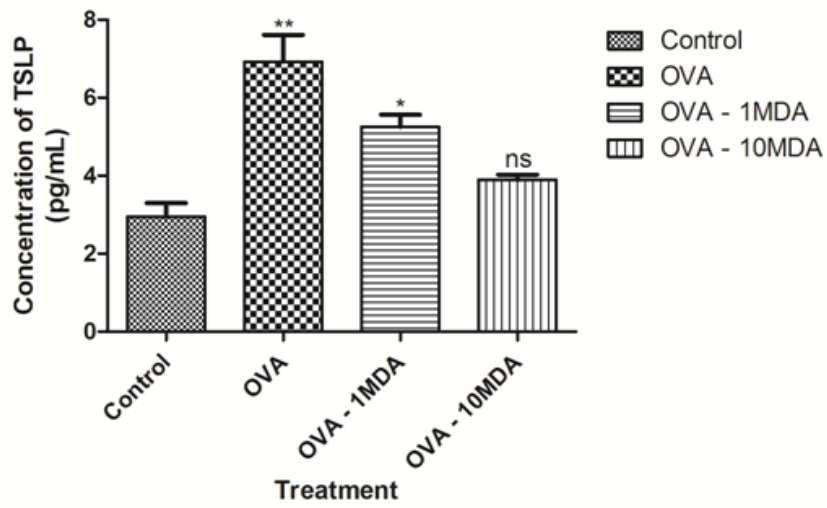 Concentration of TSLP
(pg/mL)
8
6
4
2
0
**
*
ns
Control
OVA
OVA - 1MDA
OVA - 10MDA
Treatment
Control
OVA
OVA - 1MDA
OVA - 10MDA